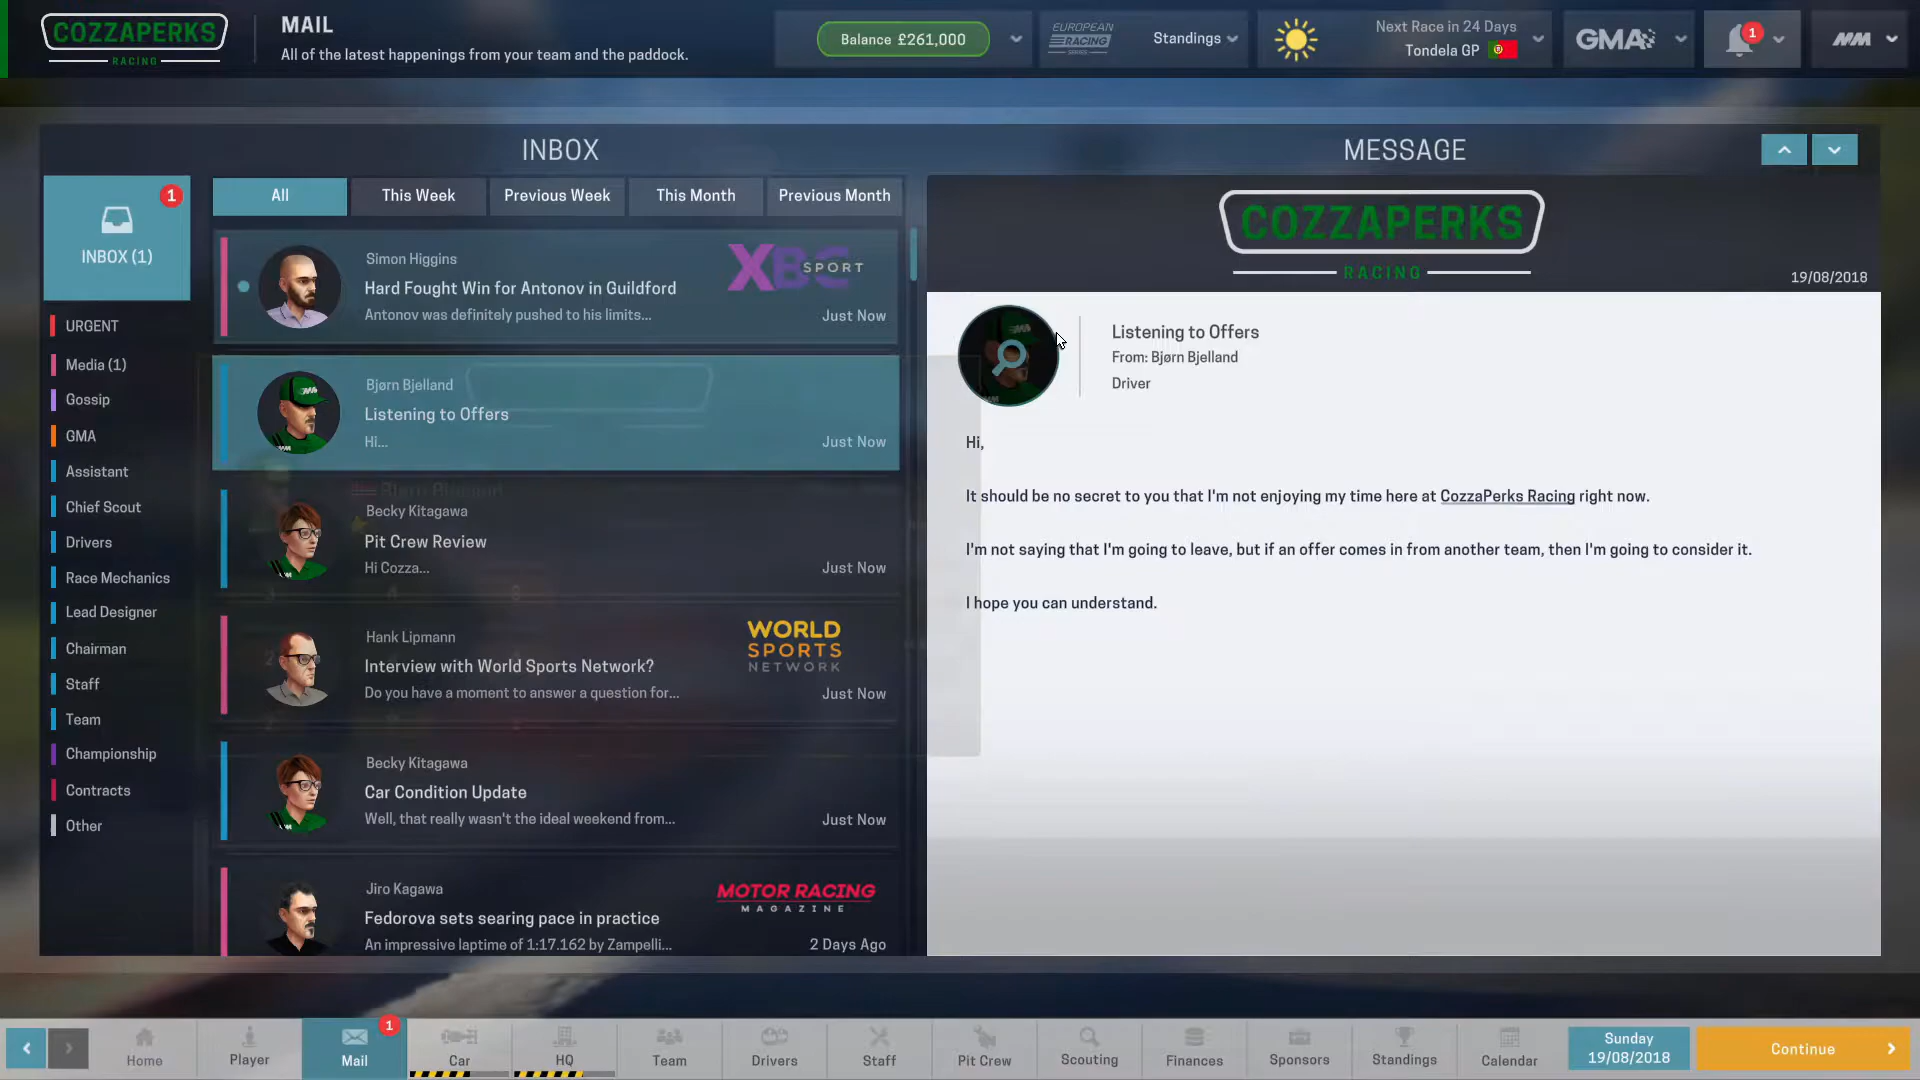 COZZAPERKS
RACING
MAIL
All of the latest happenings from your team and the paddock.
Balance £261,000
EUROPEAN
RACING
SERIES
Standings
Next Race in 24 Days
Tondela GP
GMA
1
INBOX
MESSAGE
1
INBOX (1)
URGENT
Media (1)
Gossip
GMA
Assistant
Chief Scout
Drivers
Race Mechanics
Lead Designer
Chairman
Staff
Team
Championship
Contracts
Other
All
This Week
Previous Week
This Month
Previous Month
Simon Higgins
Hard Fought Win for Antonov in Guildford
Antonov was definitely pushed to his limits...
XBC SPORT
Just Now
Bjørn Bjelland
Listening to Offers
Hi...
Just Now
Becky Kitagawa
Pit Crew Review
Hi Cozza...
Just Now
Hank Lipmann
Interview with World Sports Network?
Do you have a moment to answer a question for...
WORLD
SPORTS
NETWORK
Just Now
Becky Kitagawa
Car Condition Update
Well, that really wasn't the ideal weekend from...
Just Now
Jiro Kagawa
Fedorova sets searing pace in practice
An impressive laptime of 1:17.162 by Zampelli...
MOTOR RACING
MAGAZINE
2 Days Ago
COZZAPERKS
RACING
19/08/2018
Listening to Offers
From: Bjørn Bjelland
Driver
Hi,
It should be no secret to you that I'm not enjoying my time here at CozzaPerks Racing right now.
I'm not saying that I'm going to leave, but if an offer comes in from another team, then I'm going to consider it.
I hope you can understand.
Home
Player
Mail
1
Car
HQ
Team
Drivers
Staff
Pit Crew
Scouting
Finances
Sponsors
Standings
Calendar
Sunday
19/08/2018
Continue